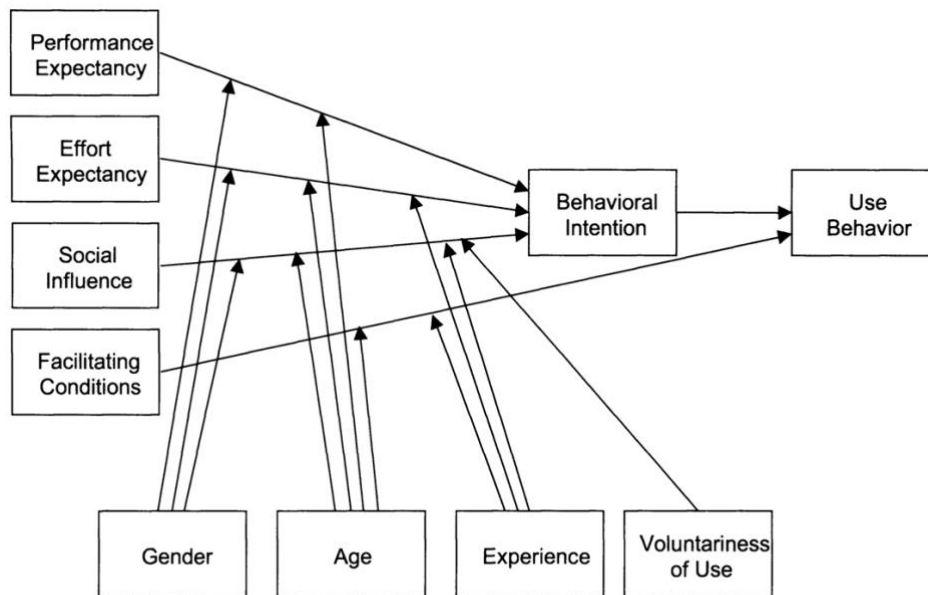 Performance
Expectancy
Effort
Expectancy
Social
Influence
Facilitating
Conditions
Behavioral
Intention
Use
Behavior
Gender
Age
Experience
Voluntariness
of Use